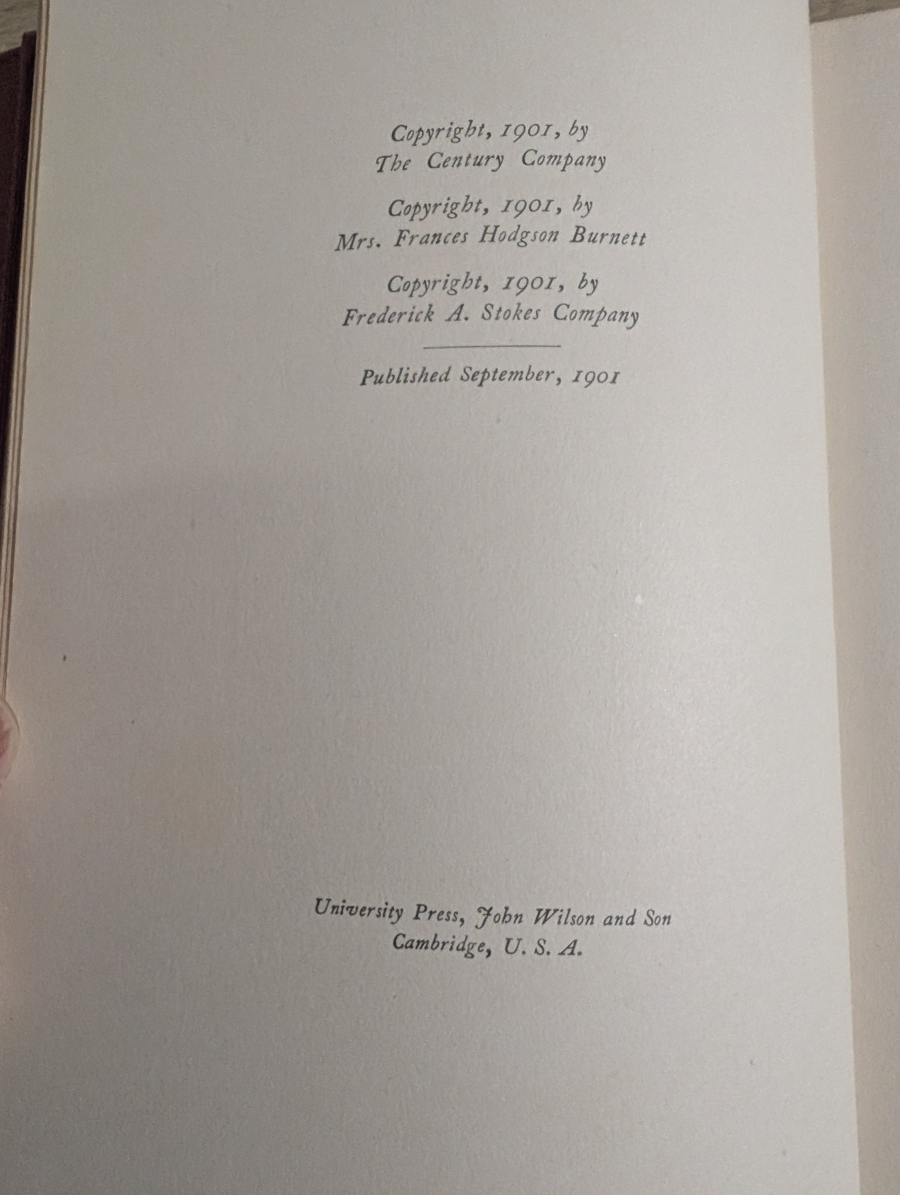 Copyright, 1901, by
The Century Company
Copyright, 1901, by
Mrs. Frances Hodgson Burnett
Copyright, 1901, by
Frederick A. Stokes Company
Published September, 1901
University Press, John Wilson and Son
Cambridge, U. S. A.